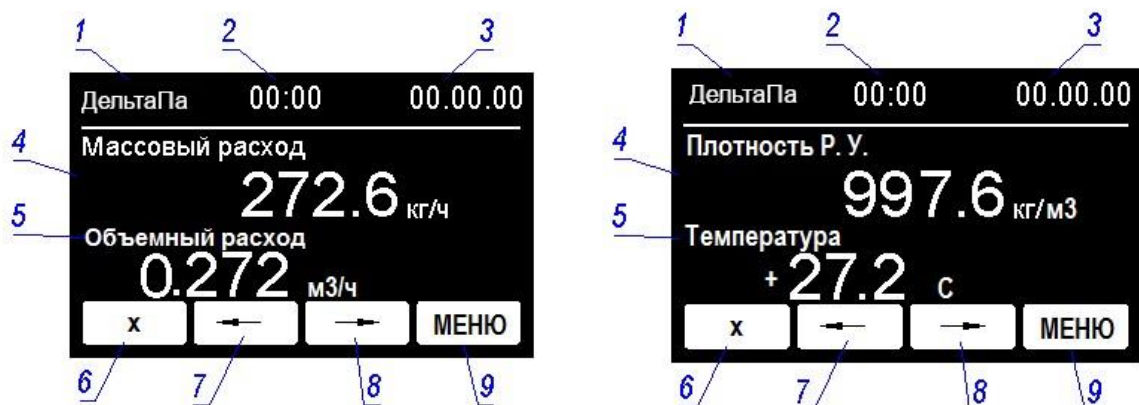 1 2 3
ДельтаПа 00:00 00.00.00
4
Массовый расход
272.6 кг/ч
5
Объемный расход
0.272 м3/ч
х ← → МЕНЮ
6 7 8 9
1 2 3
ДельтаПа 00:00 00.00.00
4
Плотность Р. У.
997.6 кг/м3
5
Температура
+ 27.2 С
х ← → МЕНЮ
6 7 8 9